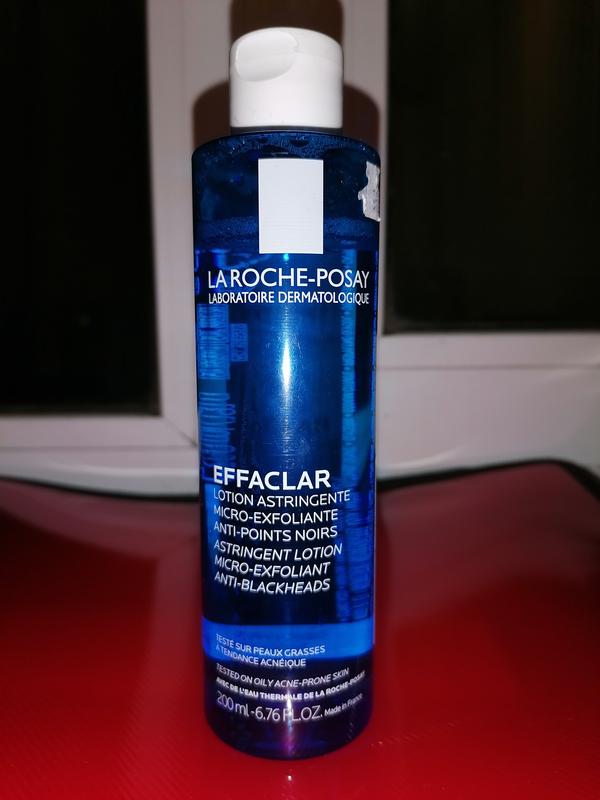 LA ROCHE-POSAY
LABORATOIRE DERMATOLOGIQUE
EFFACLAR
LOTION ASTRINGENTE
MICRO-EXFOLIANTE
ANTI-POINTS NOIRS
ASTRINGENT LOTION
MICRO-EXFOLIANT
ANTI-BLACKHEADS
TESTÉ SUR PEAUX GRASSES
À TENDANCE ACNÉIQUE
TESTED ON OILY ACNE-PRONE SKIN
AVEC DE L'EAU THERMALE DE LA ROCHE-POSAY
200 ml - 6.76 FL.OZ. Made in France